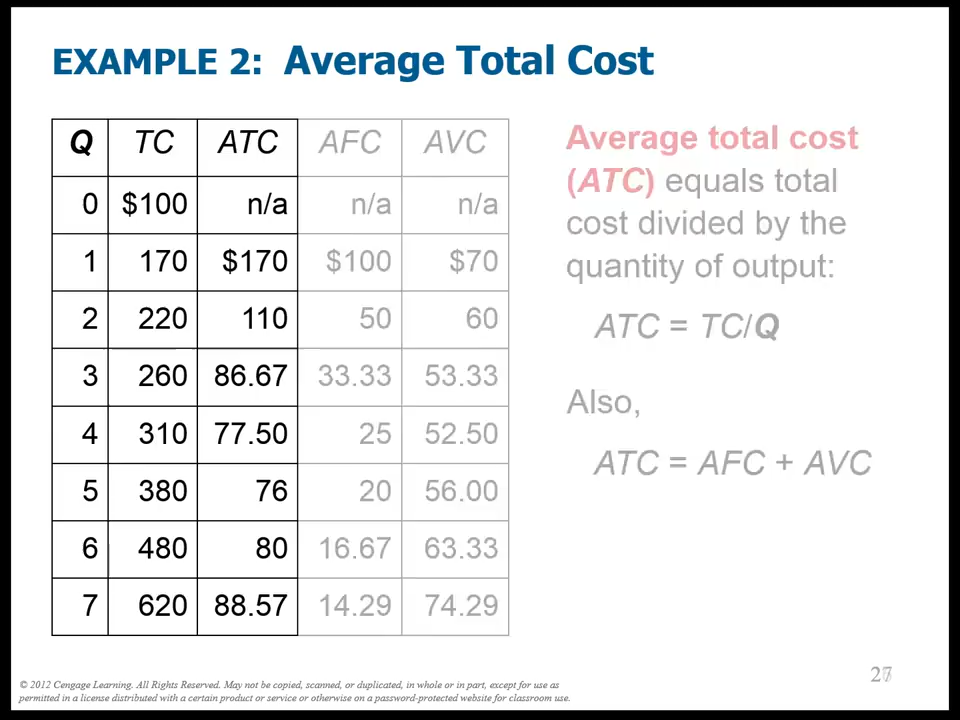 EXAMPLE 2: Average Total Cost
Q TC ATC AFC AVC
0 $100 n/a n/a n/a
1 170 $170 $100 $70
2 220 110 50 60
3 260 86.67 33.33 53.33
4 310 77.50 25 52.50
5 380 76 20 56.00
6 480 80 16.67 63.33
7 620 88.57 14.29 74.29
Average total cost
(ATC) equals total
cost divided by the
quantity of output:
ATC = TC/Q
Also,
ATC = AFC + AVC
© 2012 Cengage Learning. All Rights Reserved. May not be copied, scanned, or duplicated, in whole or in part, except for use as
permitted in a license distributed with a certain product or service or otherwise on a password-protected website for classroom use.